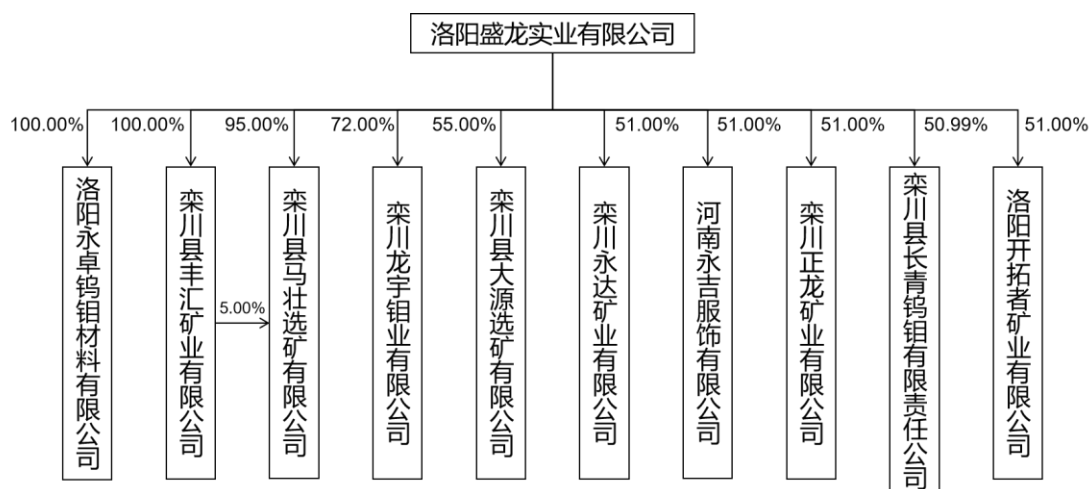 洛阳盛龙实业有限公司
100.00%
100.00%
95.00%
72.00%
55.00%
51.00%
51.00%
51.00%
50.99%
51.00%
洛阳永卓钨钼材料有限公司
栾川县丰汇矿业有限公司
5.00%
栾川县马壮选矿有限公司
栾川龙宇钼业有限公司
栾川县大源选矿有限公司
栾川永达矿业有限公司
河南永吉服饰有限公司
栾川正龙矿业有限公司
栾川县长青钨钼有限责任公司
洛阳开拓者矿业有限公司